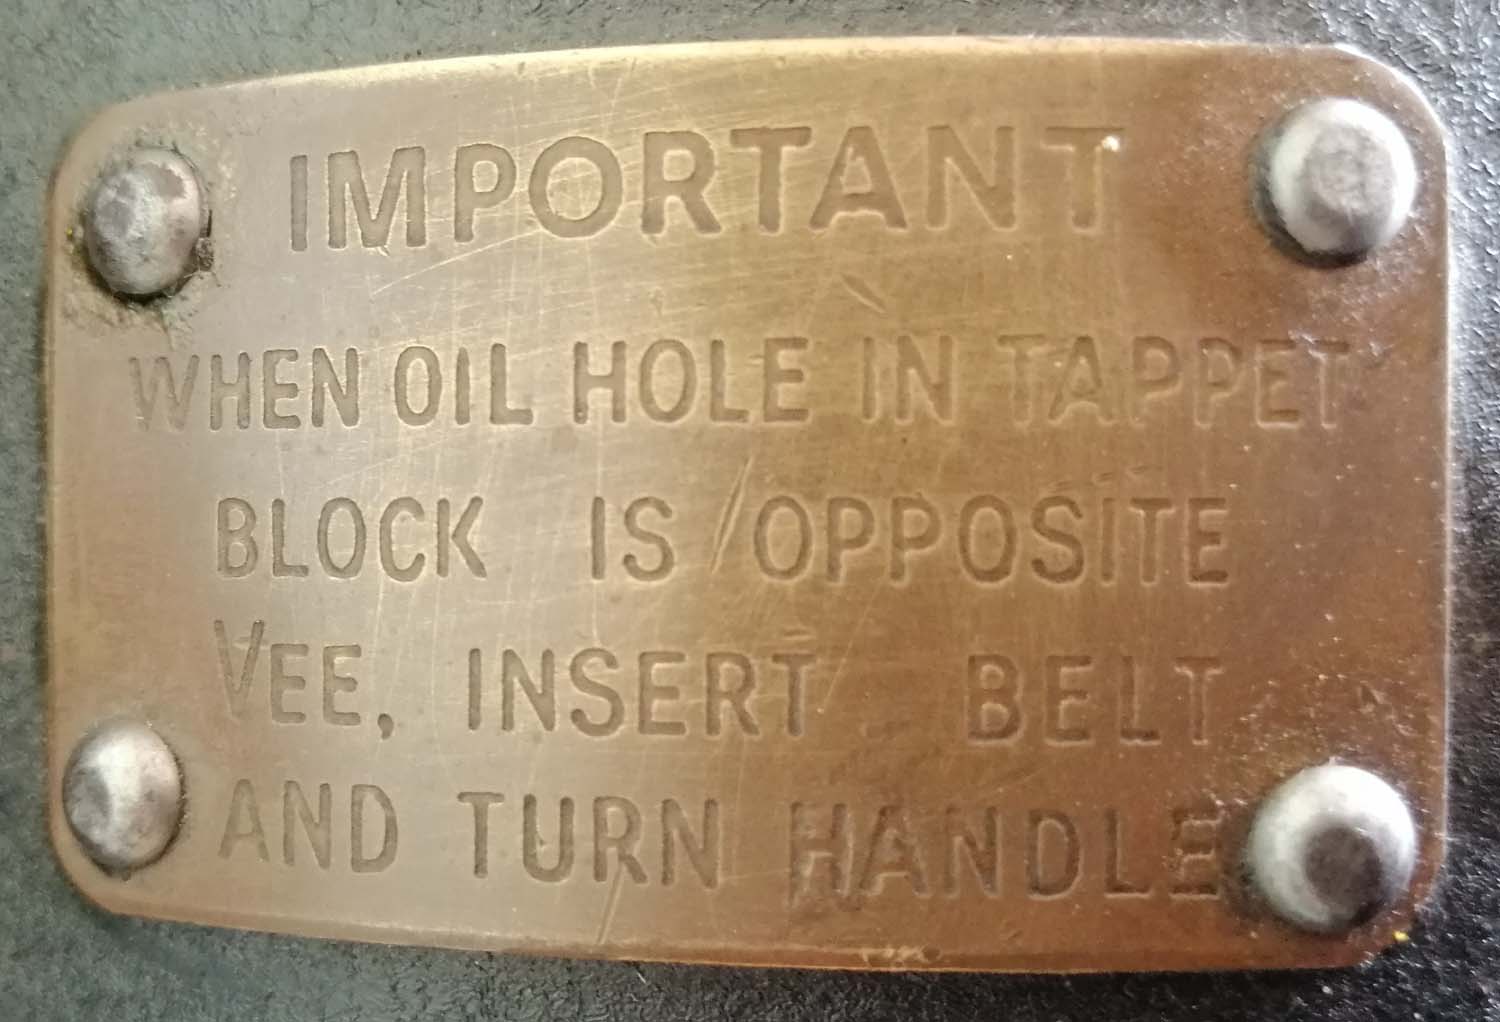 IMPORTANT
WHEN OIL HOLE IN TAPPET
BLOCK IS OPPOSITE
VEE, INSERT BELT
AND TURN HANDLE